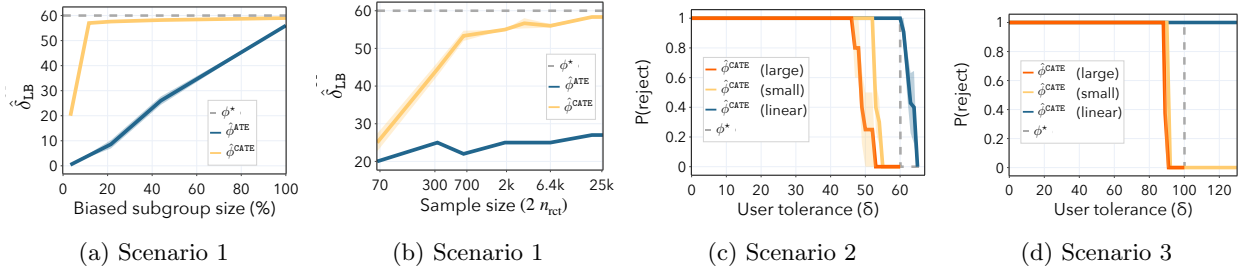 60
50
40
30
20
10
0
δ̂_LB
0 20 40 60 80 100
Biased subgroup size (%)
ϕ⋆
ϕ̂^ATE
ϕ̂^CATE
(a) Scenario 1
60
50
40
30
20
δ̂_LB
70 300 700 2k 6.4k 25k
Sample size (2 n_rct)
ϕ⋆
ϕ̂^ATE
ϕ̂^CATE
(b) Scenario 1
1
0.8
0.6
0.4
0.2
0
P(reject)
0 20 40 60
User tolerance (δ)
ϕ̂^CATE (large)
ϕ̂^CATE (small)
ϕ̂^CATE (linear)
ϕ⋆
(c) Scenario 2
1
0.8
0.6
0.4
0.2
0
P(reject)
0 20 40 60 80 100 120
User tolerance (δ)
ϕ̂^CATE (large)
ϕ̂^CATE (small)
ϕ̂^CATE (linear)
ϕ⋆
(d) Scenario 3